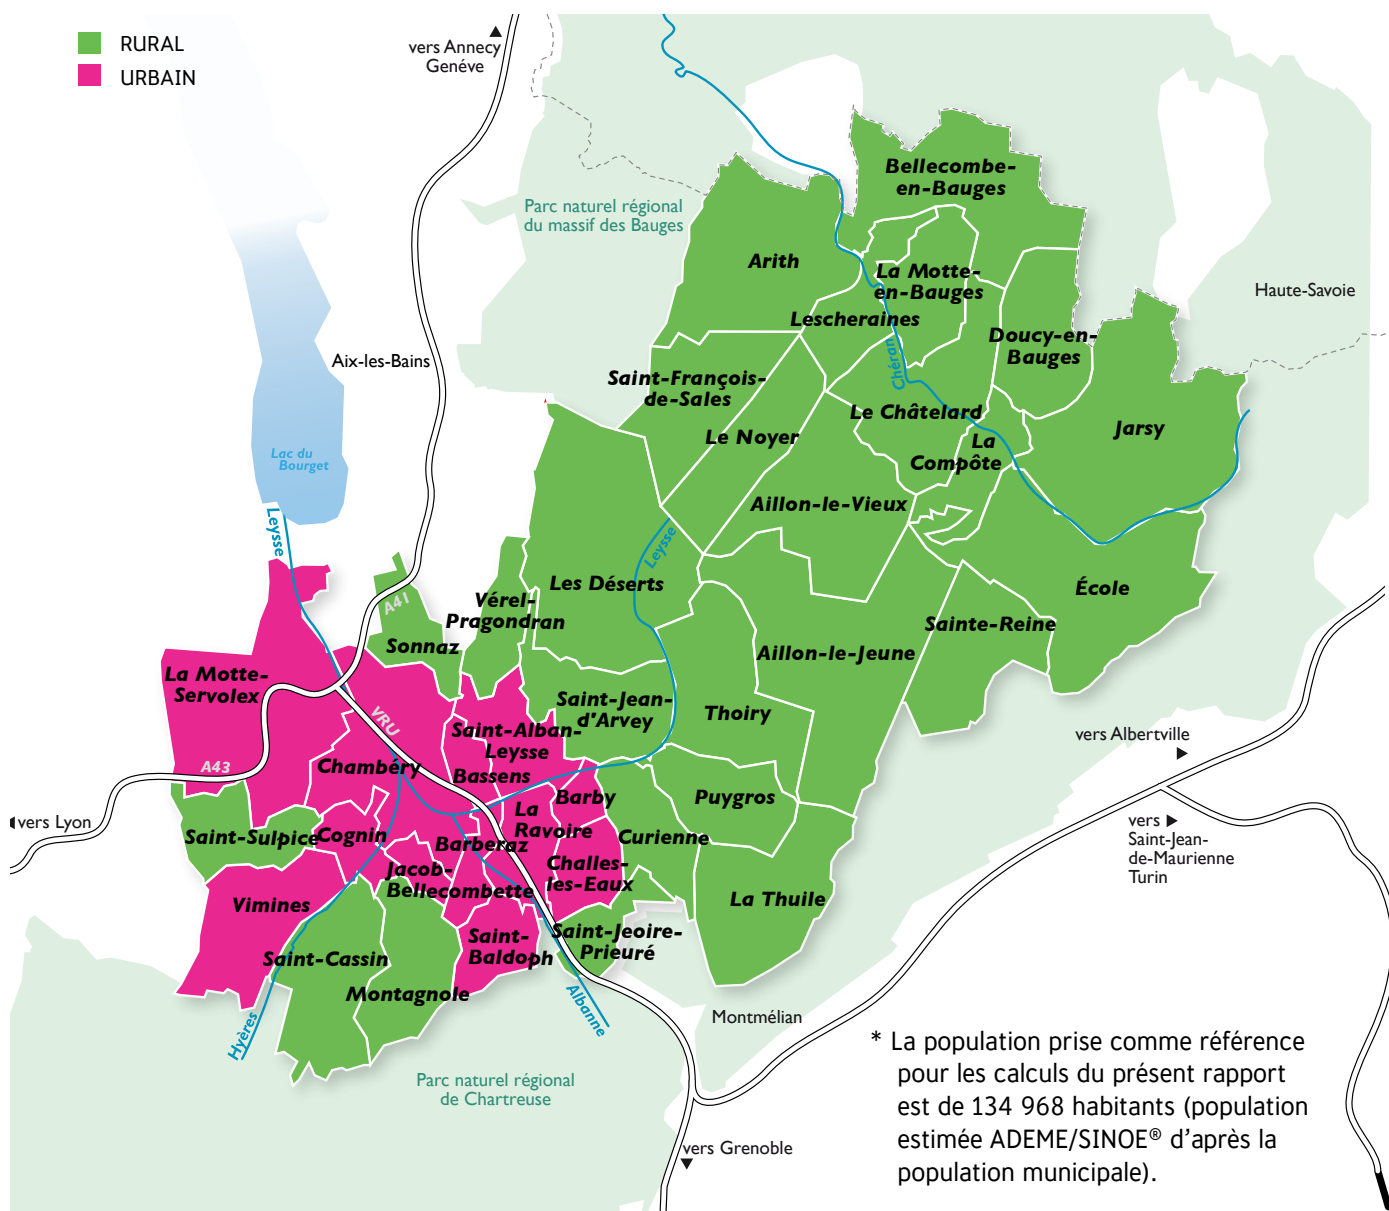 RURAL
URBAIN
vers Annecy
Genéve
Parc naturel régional
du massif des Bauges
Bellecombe-
en-Bauges
Arith
La Motte-
en-Bauges
Haute-Savoie
Lescheraines
Doucy-en-
Bauges
Chéran
Aix-les-Bains
Saint-François-
de-Sales
Le Châtelard
Jarsy
Le Noyer
La
Compôte
Lac du
Bourget
Aillon-le-Vieux
Leysse
Leysse
Les Déserts
École
A41
Vérel-
Pragondran
Sainte-Reine
Sonnaz
Aillon-le-Jeune
La Motte-
Servolex
Saint-Jean-
d'Arvey
Thoiry
VRU
Saint-Alban-
Leysse
vers Albertville
A43
Chambéry
Bassens
Barby
Puygros
vers Lyon
La
Ravoire
vers
Saint-Jean-
de-Maurienne
Turin
Saint-Sulpice
Cognin
Barberaz
Curienne
Jacob-
Bellecombette
Challes-
les-Eaux
Vimines
La Thuile
Saint-
Baldoph
Saint-Jeoire-
Prieuré
Saint-Cassin
Montagnole
Albanne
Hyères
Montmélian
Parc naturel régional
de Chartreuse
vers Grenoble
* La population prise comme référence
pour les calculs du présent rapport
est de 134 968 habitants (population
estimée ADEME/SINOE® d’après la
population municipale).